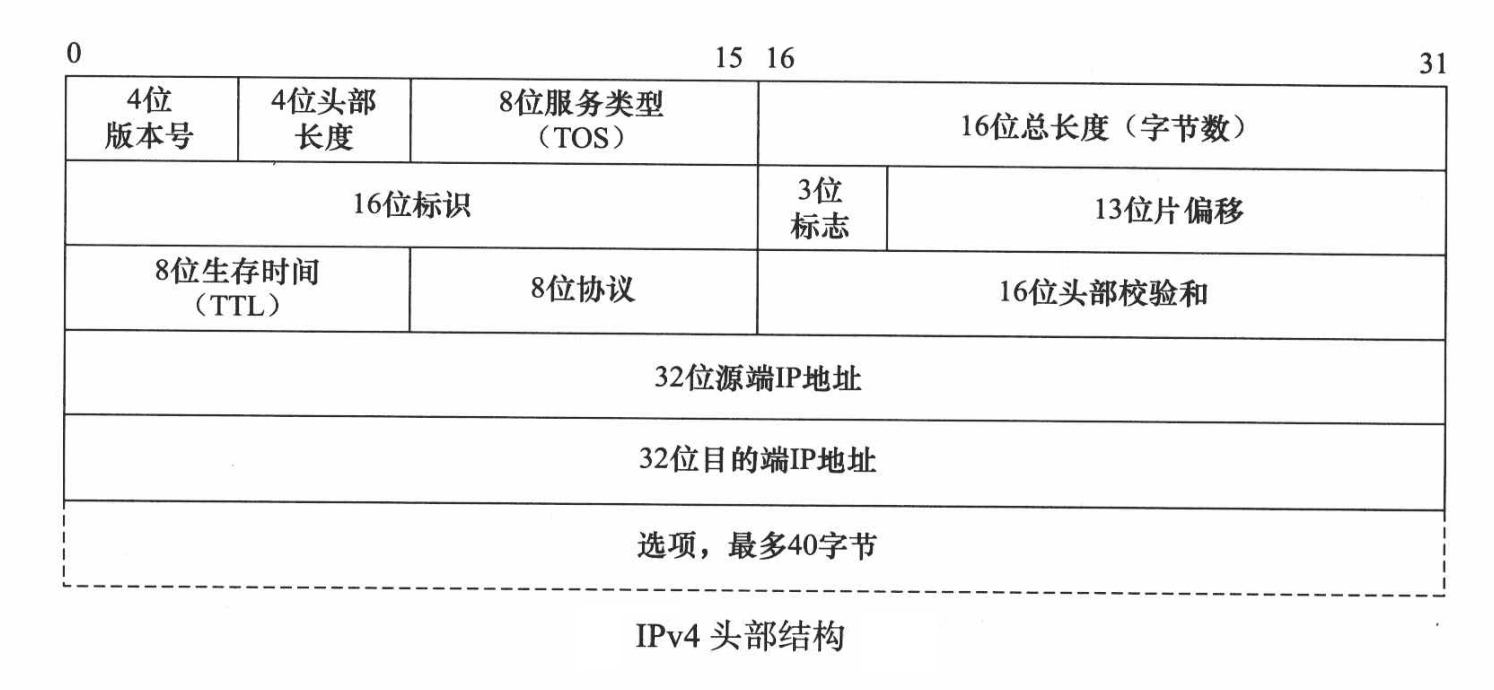 0 15 16 31
4位
版本号
4位头部
长度
8位服务类型
（TOS）
16位总长度（字节数）
16位标识
3位
标志
13位片偏移
8位生存时间
（TTL）
8位协议
16位头部校验和
32位源端IP地址
32位目的端IP地址
选项，最多40字节
IPv4 头部结构